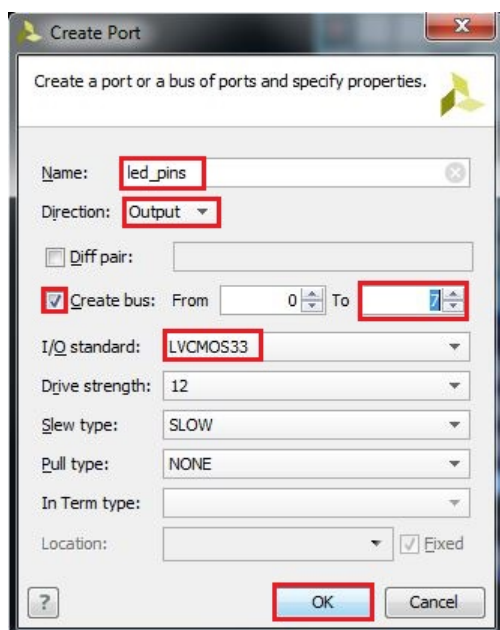 Create Port
Create a port or a bus of ports and specify properties.
Name: led_pins
Direction: Output
Diff pair:
Create bus: From 0 To 7
I/O standard: LVCMOS33
Drive strength: 12
Slew type: SLOW
Pull type: NONE
In Term type:
Location: Fixed
? OK Cancel